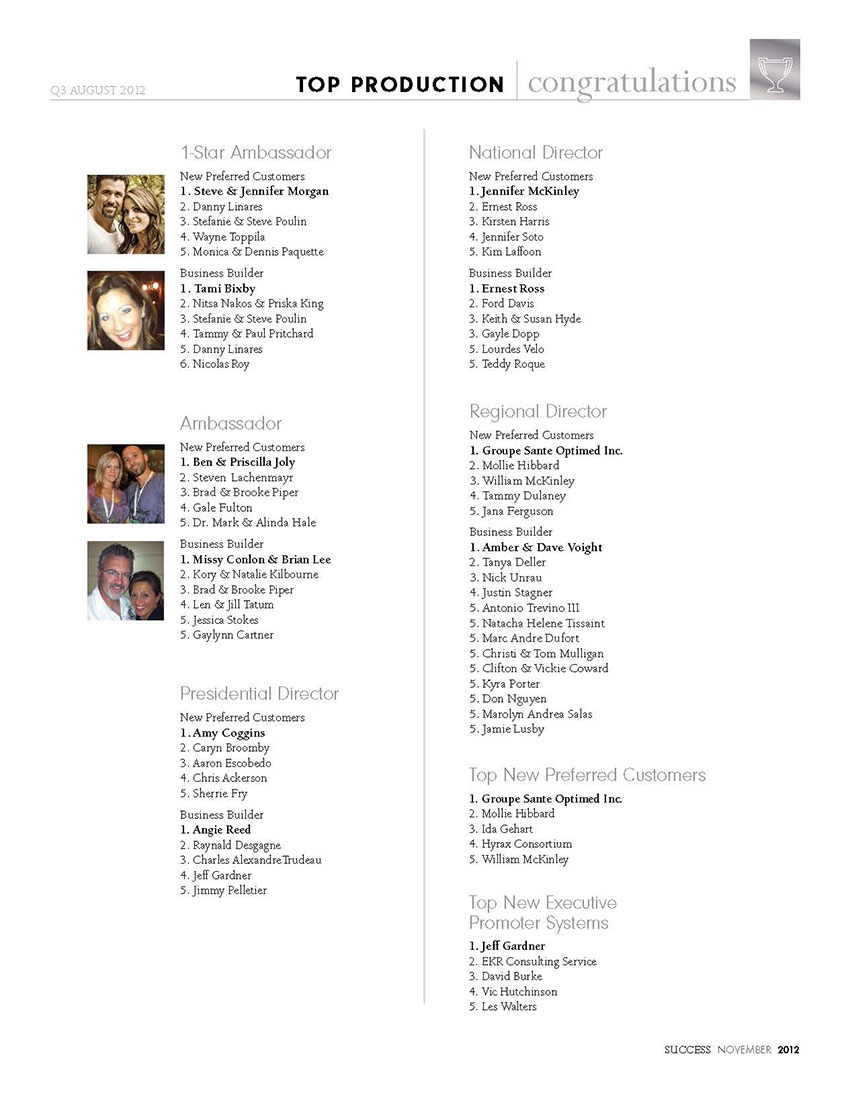 Q3 AUGUST 2012
TOP PRODUCTION congratulations
1-Star Ambassador
New Preferred Customers
1. Steve & Jennifer Morgan
2. Danny Linares
3. Stefanie & Steve Poulin
4. Wayne Toppila
5. Monica & Dennis Paquette
Business Builder
1. Tami Bixby
2. Nitsa Nakos & Priska King
3. Stefanie & Steve Poulin
4. Tammy & Paul Pritchard
5. Danny Linares
6. Nicolas Roy
Ambassador
New Preferred Customers
1. Ben & Priscilla Joly
2. Steven Lachenmayr
3. Brad & Brooke Piper
4. Gale Fulton
5. Dr. Mark & Alinda Hale
Business Builder
1. Missy Conlon & Brian Lee
2. Kory & Natalie Kilbourne
3. Brad & Brooke Piper
4. Len & Jill Tatum
5. Jessica Stokes
5. Gaylynn Cartner
Presidential Director
New Preferred Customers
1. Amy Coggins
2. Caryn Broomby
3. Aaron Escobedo
4. Chris Ackerson
5. Sherrie Fry
Business Builder
1. Angie Reed
2. Raynald Desgagne
3. Charles Alexandre Trudeau
4. Jeff Gardner
5. Jimmy Pelletier
National Director
New Preferred Customers
1. Jennifer McKinley
2. Ernest Ross
3. Kirsten Harris
4. Jennifer Soto
5. Kim Laffoon
Business Builder
1. Ernest Ross
2. Ford Davis
3. Keith & Susan Hyde
3. Gayle Dopp
5. Lourdes Velo
5. Teddy Roque
Regional Director
New Preferred Customers
1. Groupe Sante Optimed Inc.
2. Mollie Hibbard
3. William McKinley
4. Tammy Dulaney
5. Jana Ferguson
Business Builder
1. Amber & Dave Voight
2. Tanya Deller
3. Nick Unrau
4. Justin Stagner
5. Antonio Trevino III
5. Natacha Helene Tissaint
5. Marc Andre Dufort
5. Christi & Tom Mulligan
5. Clifton & Vickie Coward
5. Kyra Porter
5. Don Nguyen
5. Marolyn Andrea Salas
5. Jamie Lusby
Top New Preferred Customers
1. Groupe Sante Optimed Inc.
2. Mollie Hibbard
3. Ida Gehart
4. Hyrax Consortium
5. William McKinley
Top New Executive
Promoter Systems
1. Jeff Gardner
2. EKR Consulting Service
3. David Burke
4. Vic Hutchinson
5. Les Walters
SUCCESS NOVEMBER 2012